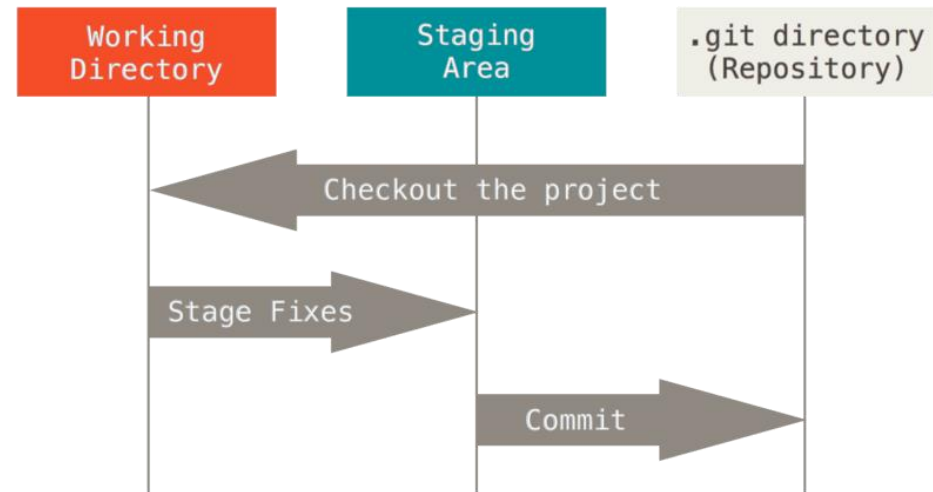 Working
Directory
Staging
Area
.git directory
(Repository)
Checkout the project
Stage Fixes
Commit